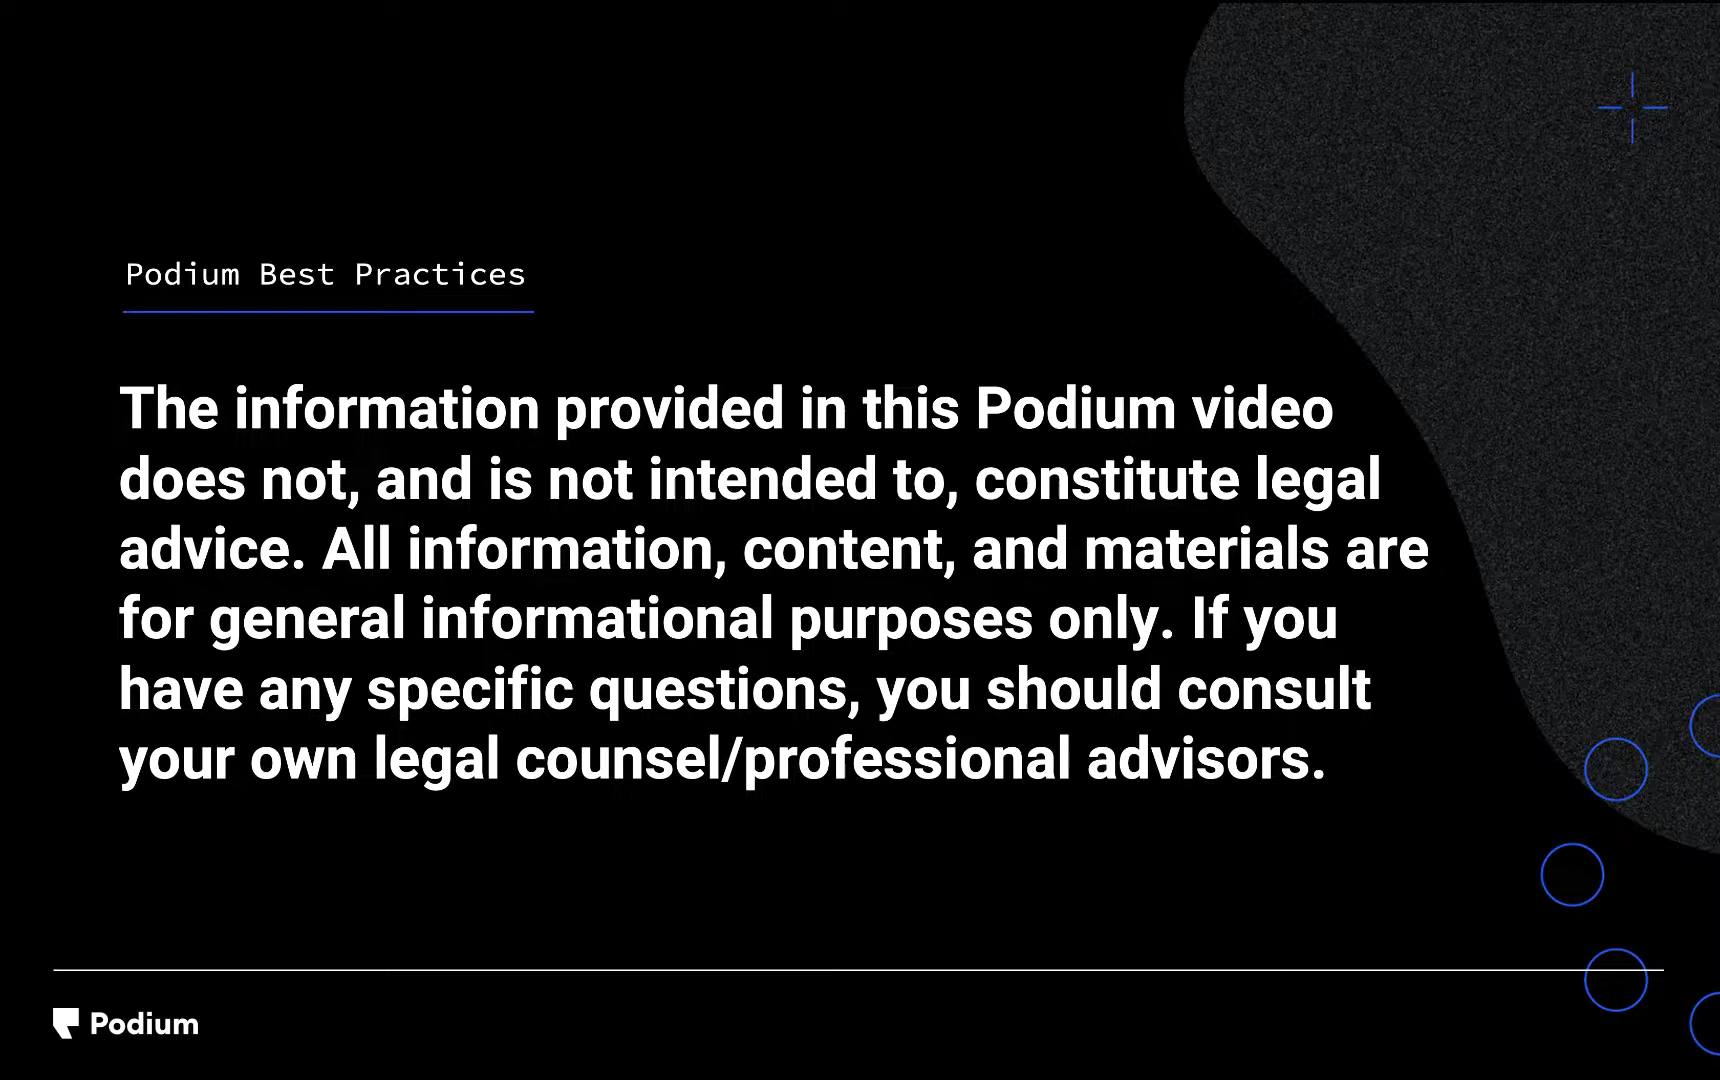 Podium Best Practices
The information provided in this Podium video
does not, and is not intended to, constitute legal
advice. All information, content, and materials are
for general informational purposes only. If you
have any specific questions, you should consult
your own legal counsel/professional advisors.
Podium